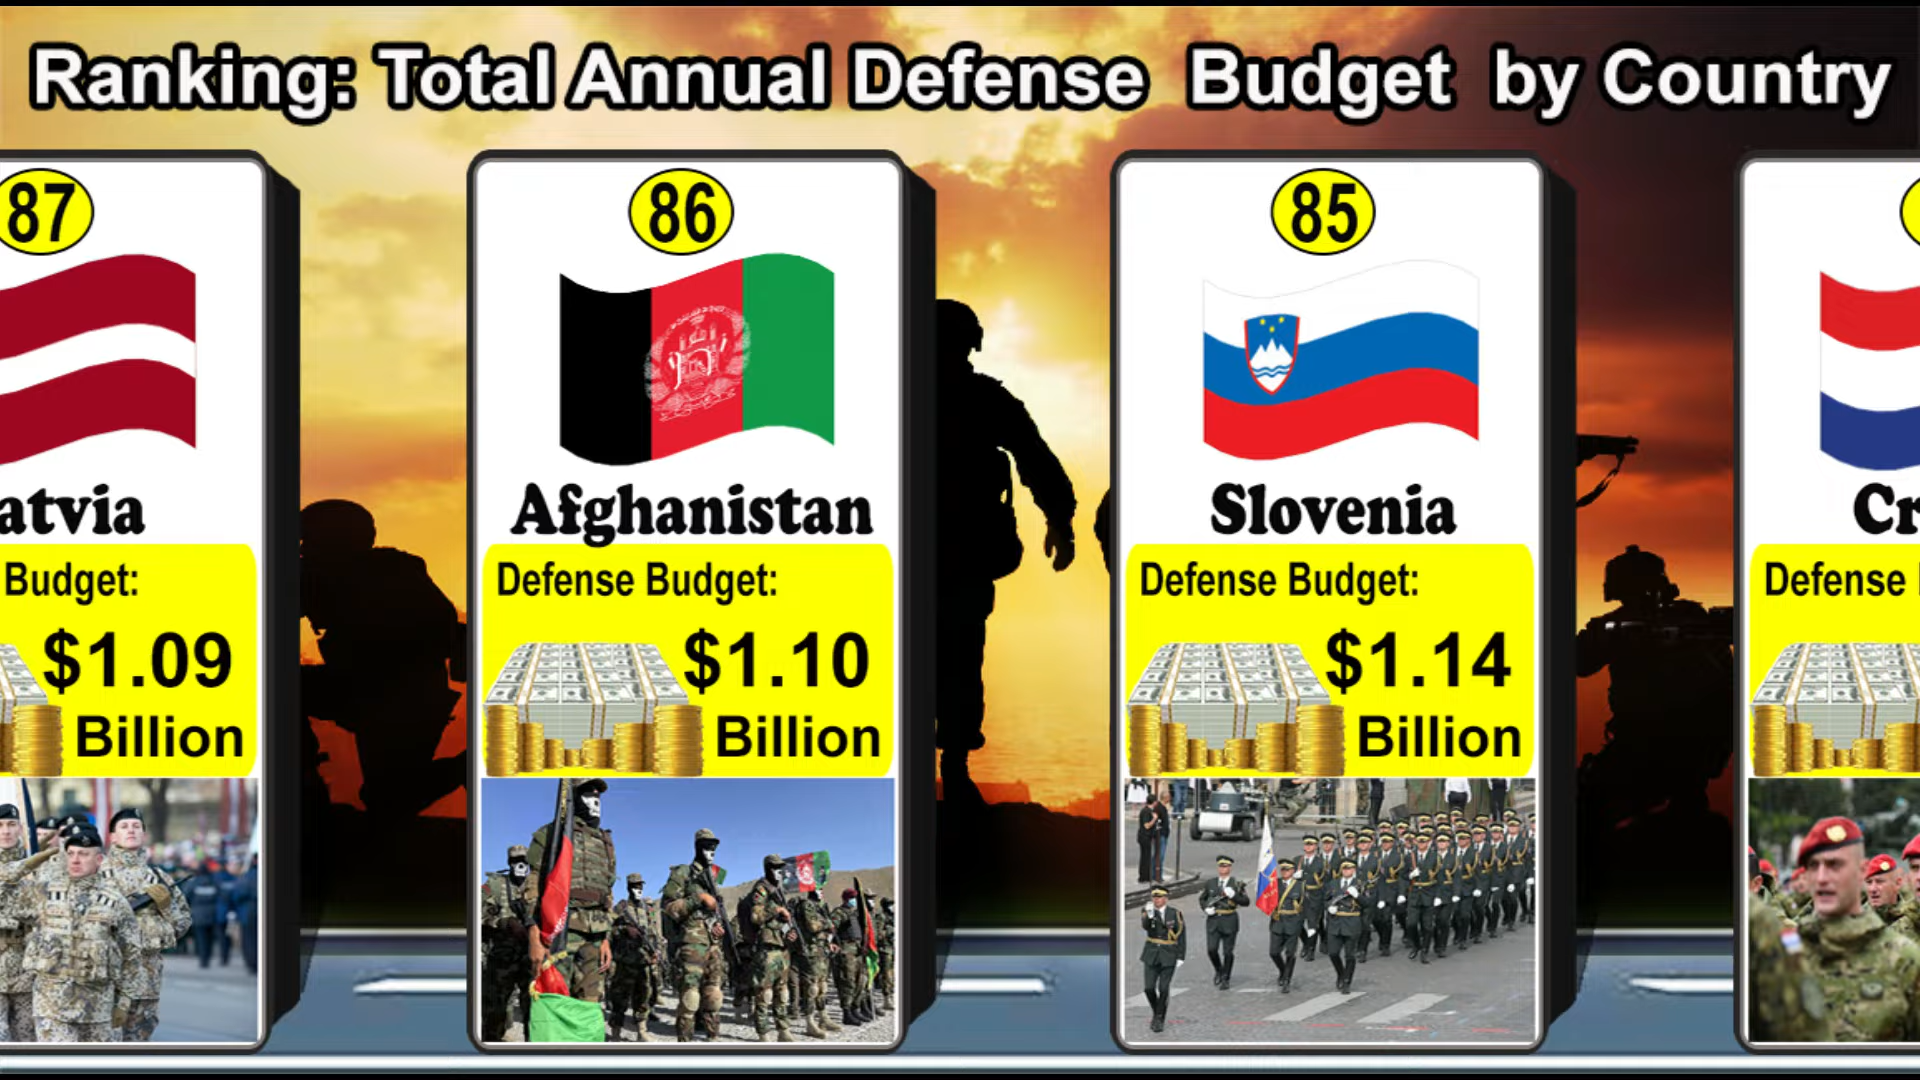 Ranking: Total Annual Defense Budget by Country
87
atvia
Budget:
$1.09
Billion
86
Afghanistan
Defense Budget:
$1.10
Billion
85
Slovenia
Defense Budget:
$1.14
Billion
Cr
Defense